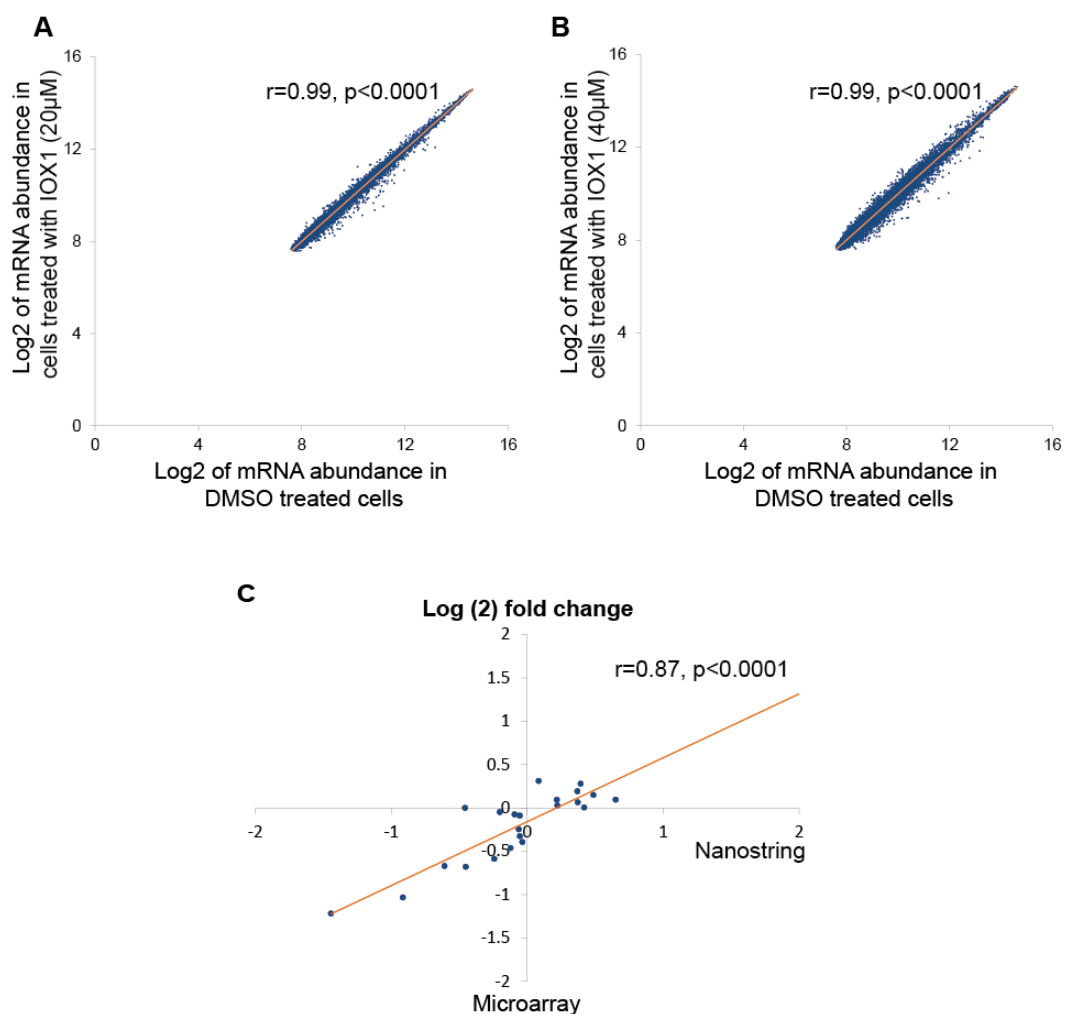 A
B
16
12
8
4
0
Log2 of mRNA abundance in
cells treated with IOX1 (20µM)
r=0.99, p<0.0001
0
4
8
12
16
Log2 of mRNA abundance in
DMSO treated cells
16
12
8
4
0
Log2 of mRNA abundance in
cells treated with IOX1 (40µM)
r=0.99, p<0.0001
0
4
8
12
16
Log2 of mRNA abundance in
DMSO treated cells
C
Log (2) fold change
r=0.87, p<0.0001
2
1.5
1
0.5
0
-0.5
-1
-1.5
-2
-2
-1
0
1
2
Nanostring
Microarray